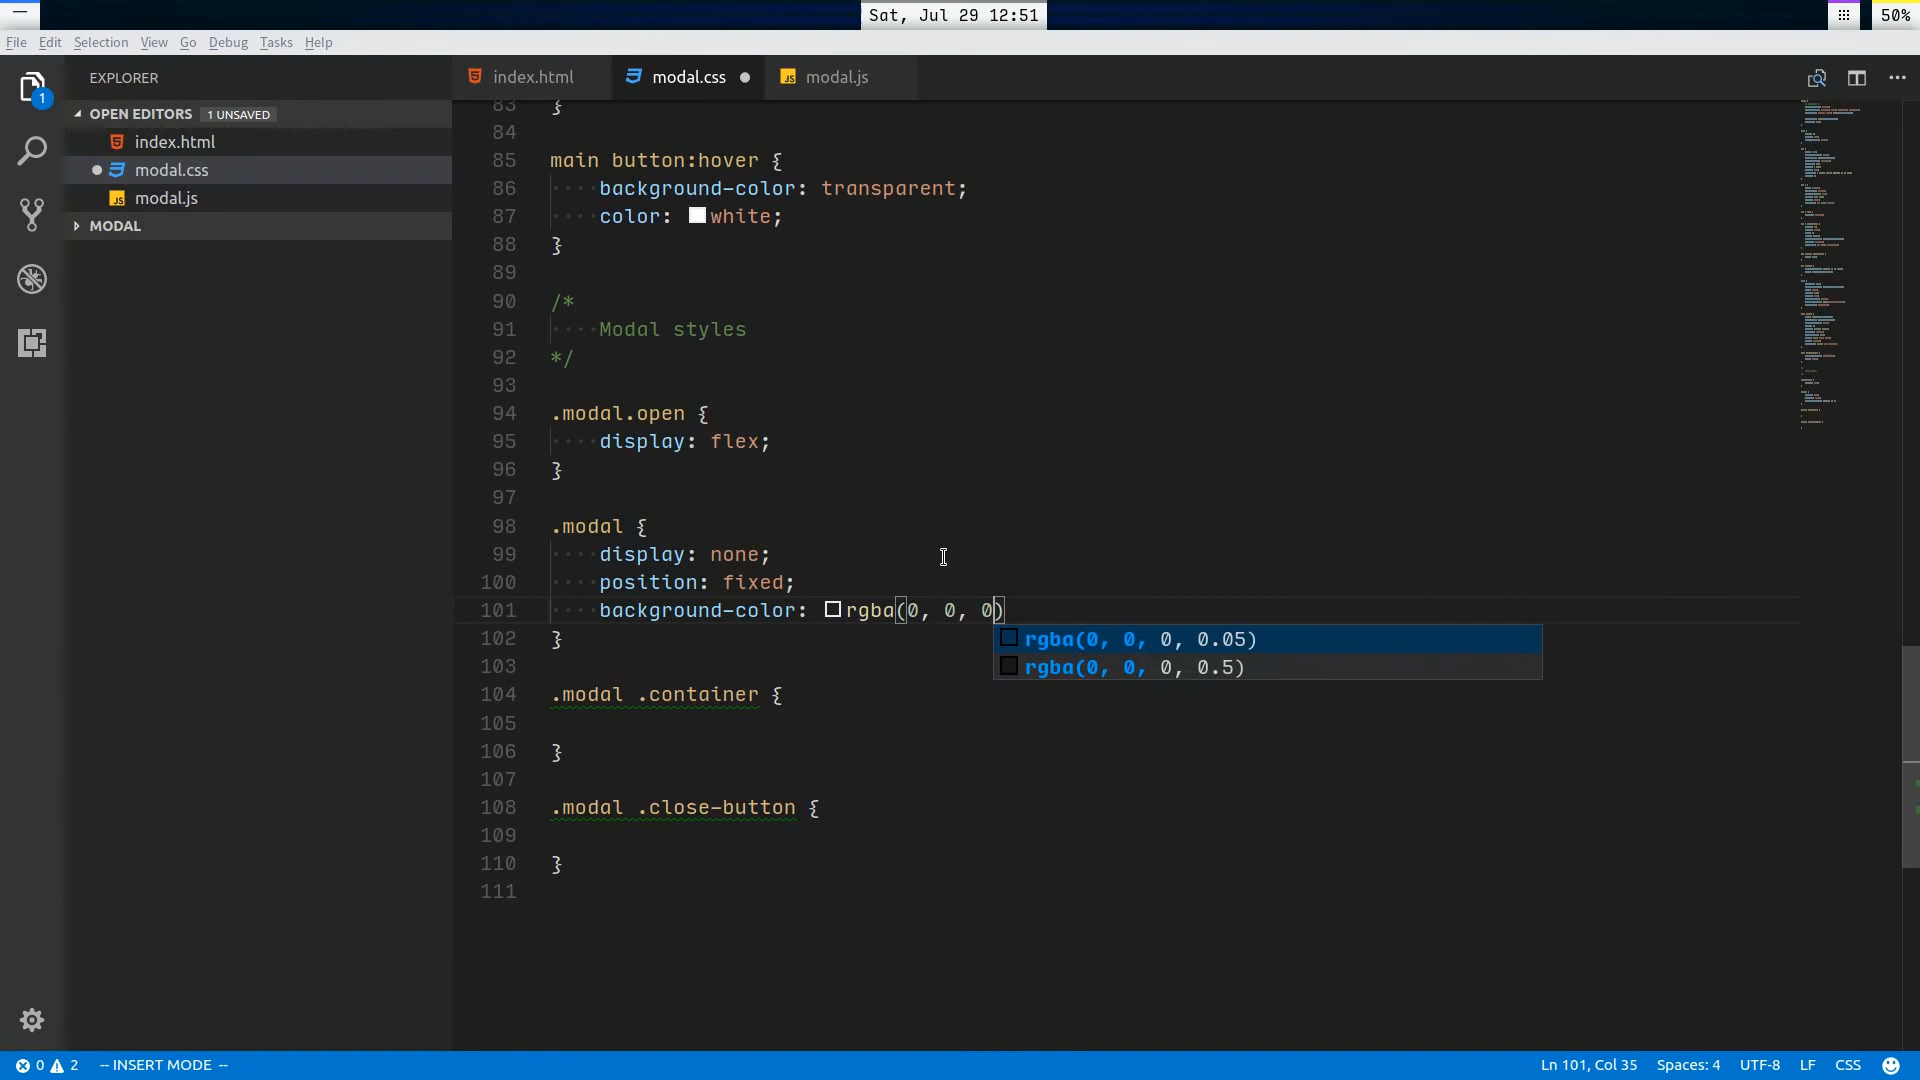 Sat, Jul 29 12:51
50%
File Edit Selection View Go Debug Tasks Help
EXPLORER
OPEN EDITORS 1 UNSAVED
index.html
modal.css
modal.js
MODAL
1
index.html modal.css modal.js
83 }
84
85 main button:hover {
86 ····background-color: transparent;
87 ····color: white;
88 }
89
90 /*
91 ····Modal styles
92 */
93
94 .modal.open {
95 ····display: flex;
96 }
97
98 .modal {
99 ····display: none;
100 ····position: fixed;
101 ····background-color: rgba(0, 0, 0)
rgba(0, 0, 0, 0.05)
rgba(0, 0, 0, 0.5)
102 }
103
104 .modal .container {
105
106 }
107
108 .modal .close-button {
109
110 }
111
0 2 -- INSERT MODE -- Ln 101, Col 35 Spaces: 4 UTF-8 LF CSS